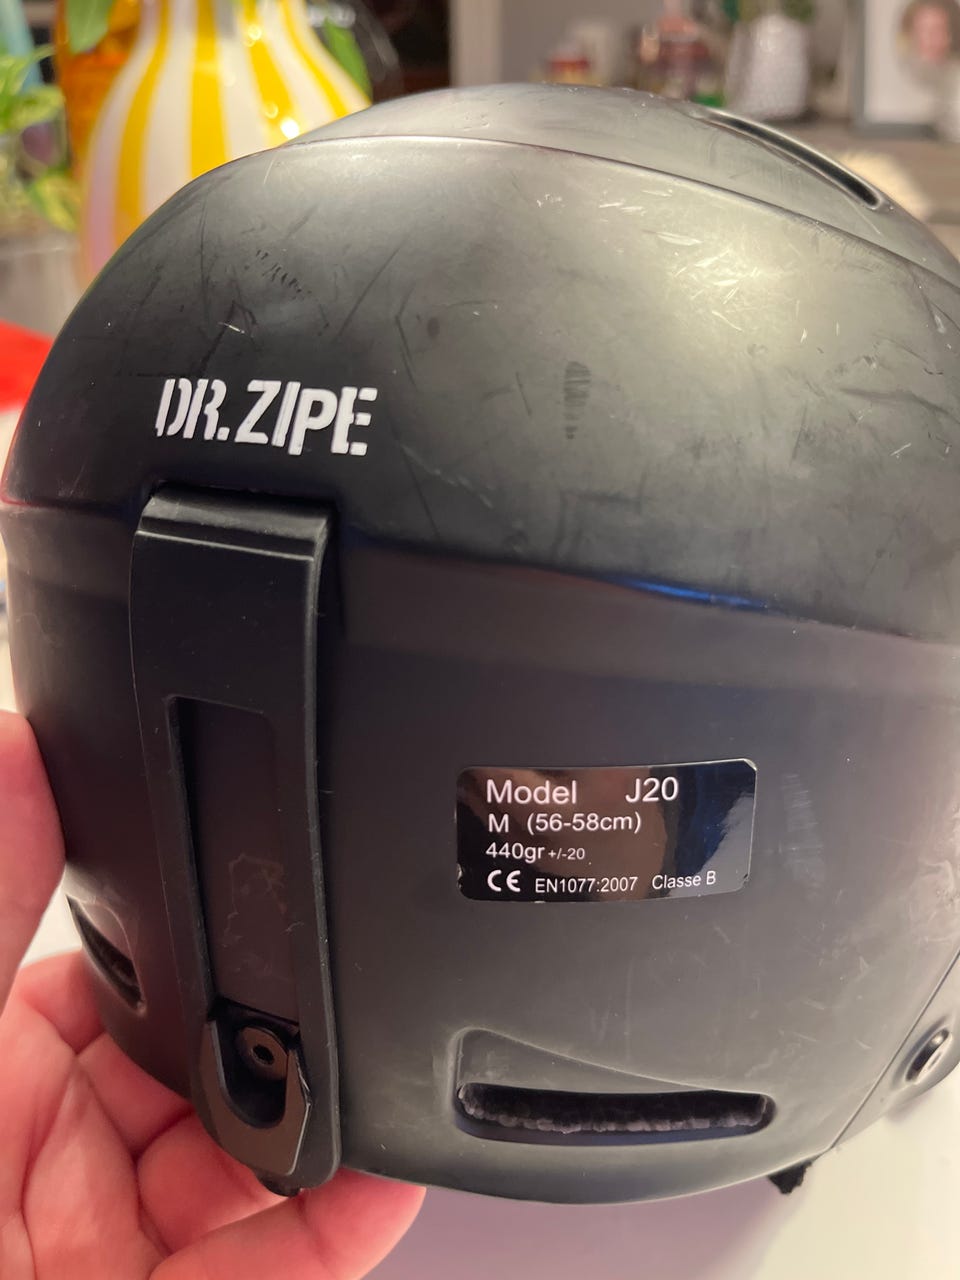 DR.ZIPE
Model J20
M (56-58cm)
440gr +/-20
CE EN1077:2007 Classe B